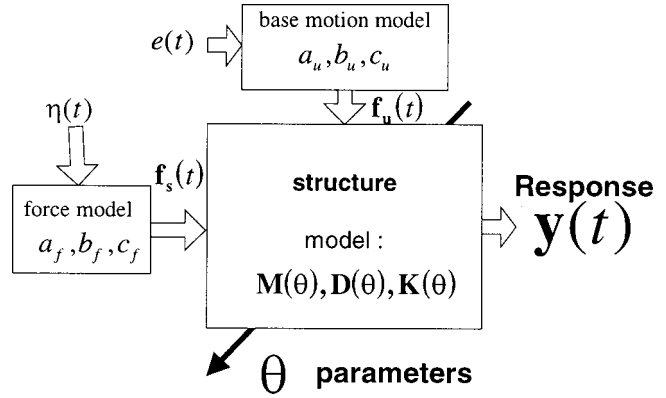 base motion model
e(t)
a_u, b_u, c_u
η(t)
f_u(t)
f_s(t)
structure
force model
a_f, b_f, c_f
model :
M(θ), D(θ), K(θ)
Response
y(t)
θ parameters